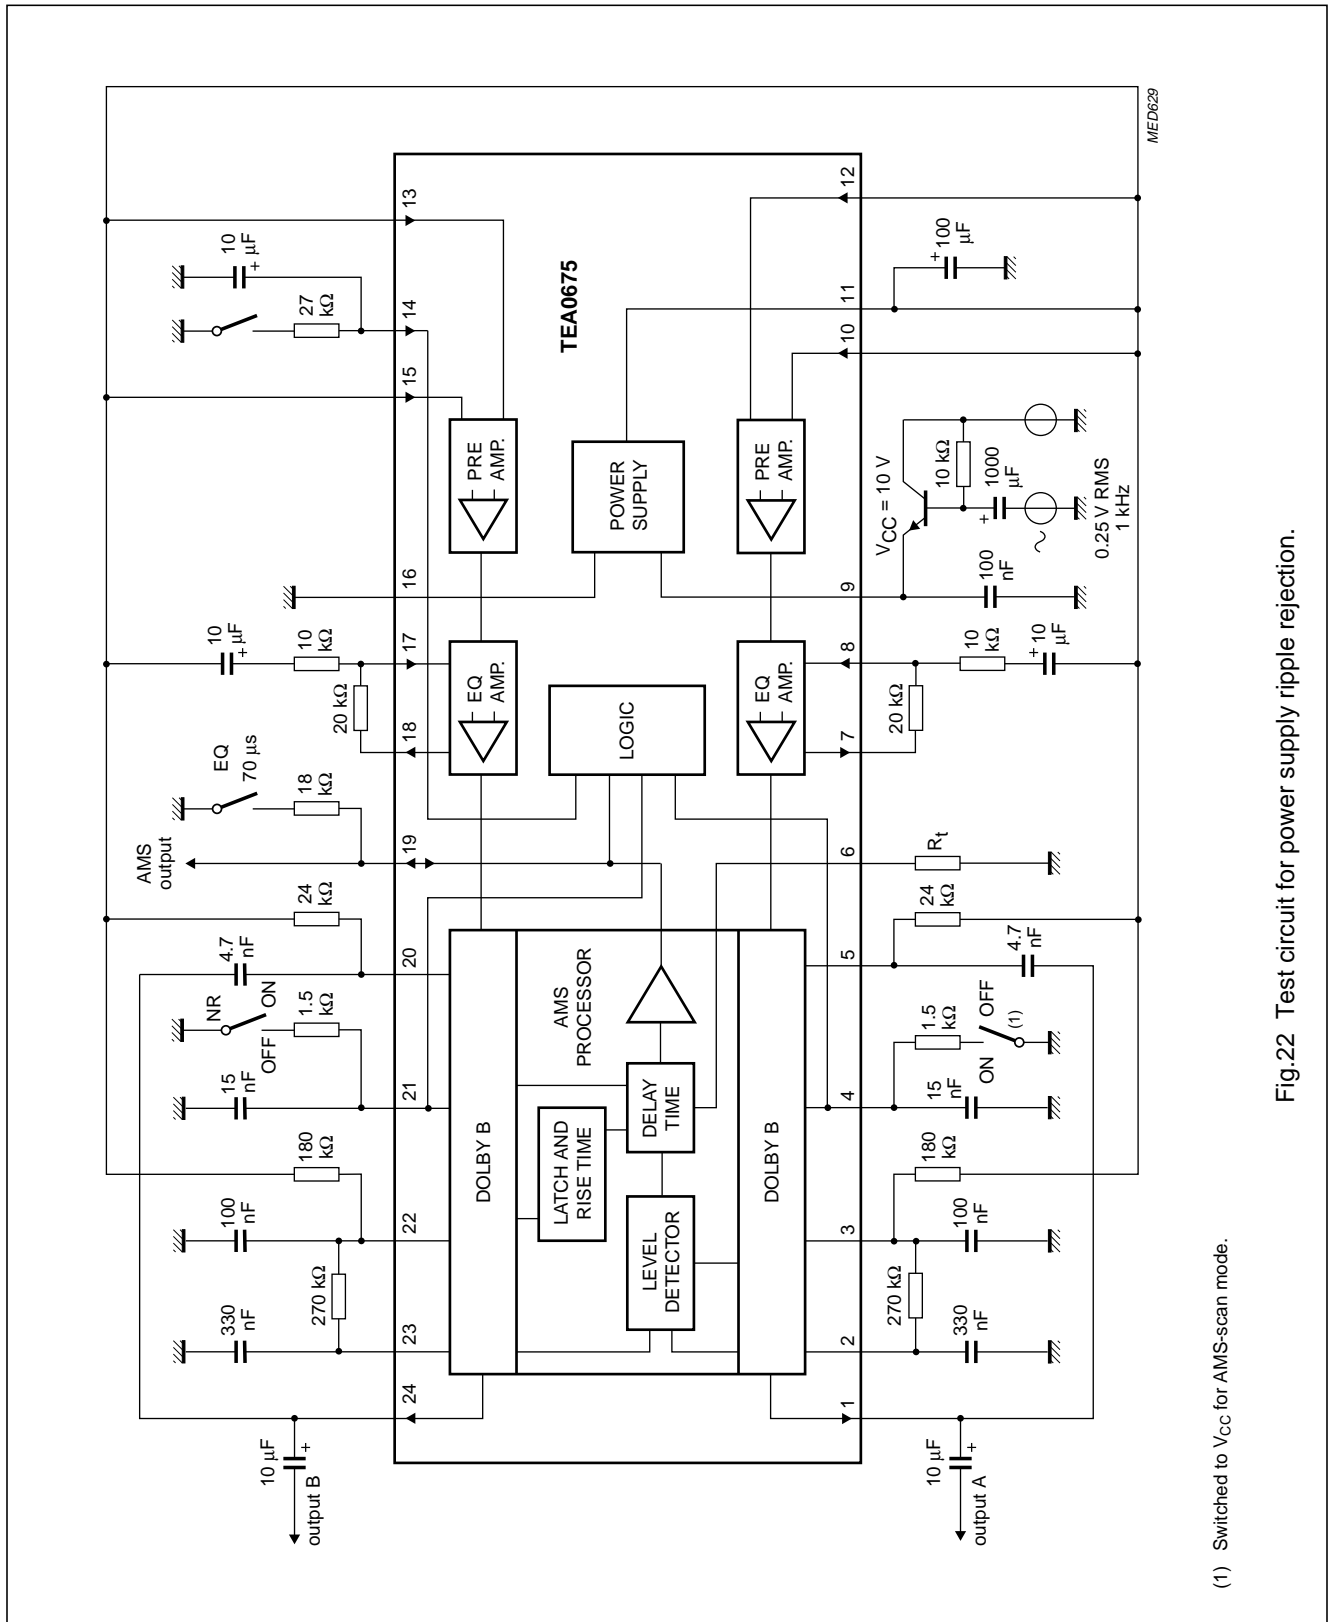 output B
10 µF
+
24
330
nF
23
270 kΩ
100
nF
22
180
kΩ
15
nF
21
NR
OFF
ON
1.5
kΩ
4.7
nF
20
24
kΩ
AMS
output
19
EQ
70 µs
18
kΩ
18
20 kΩ
10
µF
+
10
kΩ
17
16
15
27
kΩ
14
10
µF
+
13
DOLBY B
EQ
AMP.
PRE
AMP.
TEA0675
LATCH AND
RISE TIME
AMS
PROCESSOR
LEVEL
DETECTOR
DELAY
TIME
LOGIC
POWER
SUPPLY
DOLBY B
EQ
AMP.
PRE
AMP.
1
10 µF
+
output A
2
330
nF
270 kΩ
3
100
nF
180
kΩ
4
15
nF
1.5
kΩ
ON
OFF
(1)
5
4.7
nF
24
kΩ
6
Rt
7
20 kΩ
8
10
kΩ
+
10
µF
9
100
nF
VCC = 10 V
10 kΩ
+
1000
µF
0.25 V RMS
1 kHz
10
11
+
100
µF
12
MED629
(1) Switched to VCC for AMS-scan mode.
Fig.22 Test circuit for power supply ripple rejection.